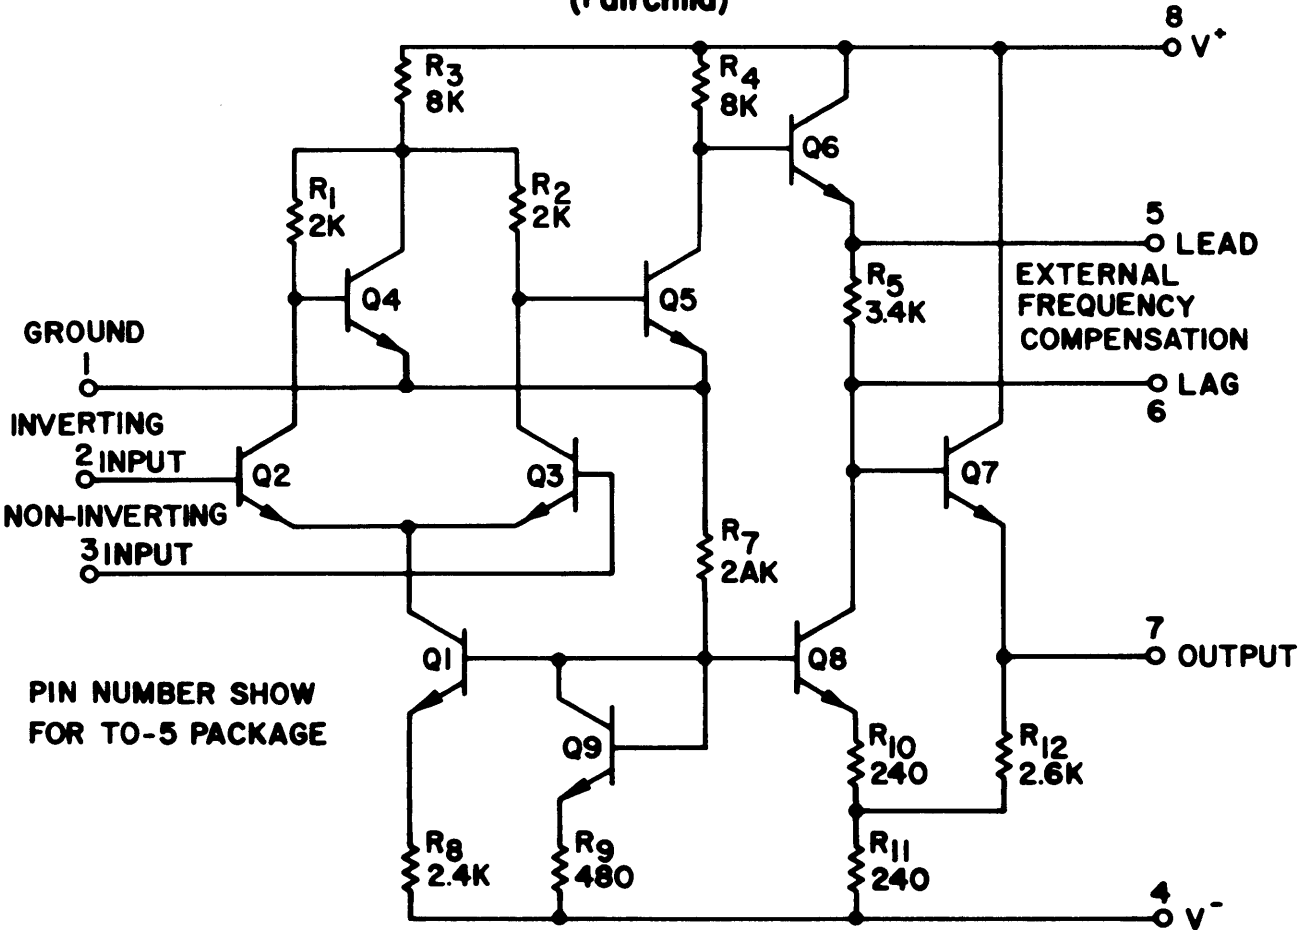 (Fairchild)
8
V+
R3
8K
R4
8K
Q6
R1
2K
R2
2K
5
LEAD
Q4
Q5
R5
3.4K
EXTERNAL
FREQUENCY
COMPENSATION
GROUND
1
LAG
6
INVERTING
2 INPUT
Q2
Q3
Q7
NON-INVERTING
3 INPUT
R7
2AK
7
OUTPUT
Q1
Q8
PIN NUMBER SHOW
FOR TO-5 PACKAGE
Q9
R10
240
R12
2.6K
R8
2.4K
R9
480
R11
240
4
V-